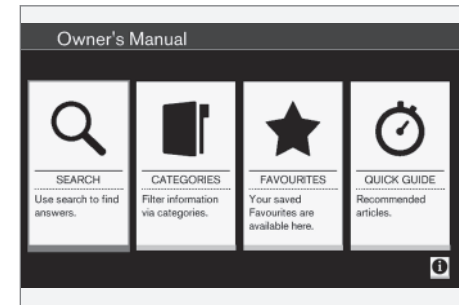 Owner's Manual
SEARCH
Use search to find
answers.
CATEGORIES
Filter information
via categories.
FAVOURITES
Your saved
Favourites are
available here.
QUICK GUIDE
Recommended
articles.
i